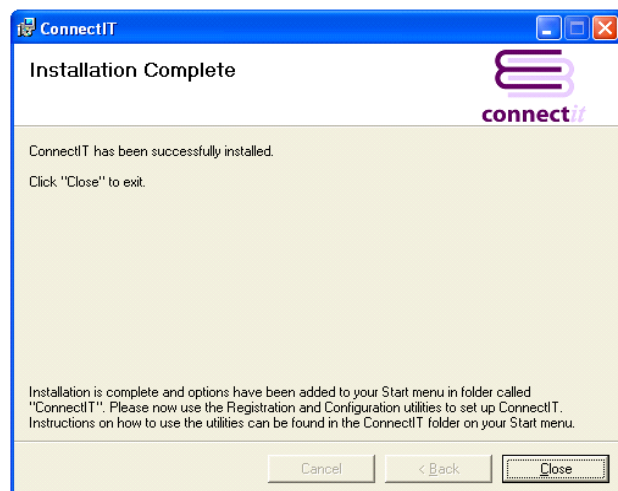 ConnectIT
Installation Complete
connectit
ConnectIT has been successfully installed.
Click "Close" to exit.
Installation is complete and options have been added to your Start menu in folder called
"ConnectIT". Please now use the Registration and Configuration utilities to set up ConnectIT.
Instructions on how to use the utilities can be found in the ConnectIT folder on your Start menu.
Cancel
< Back
Close